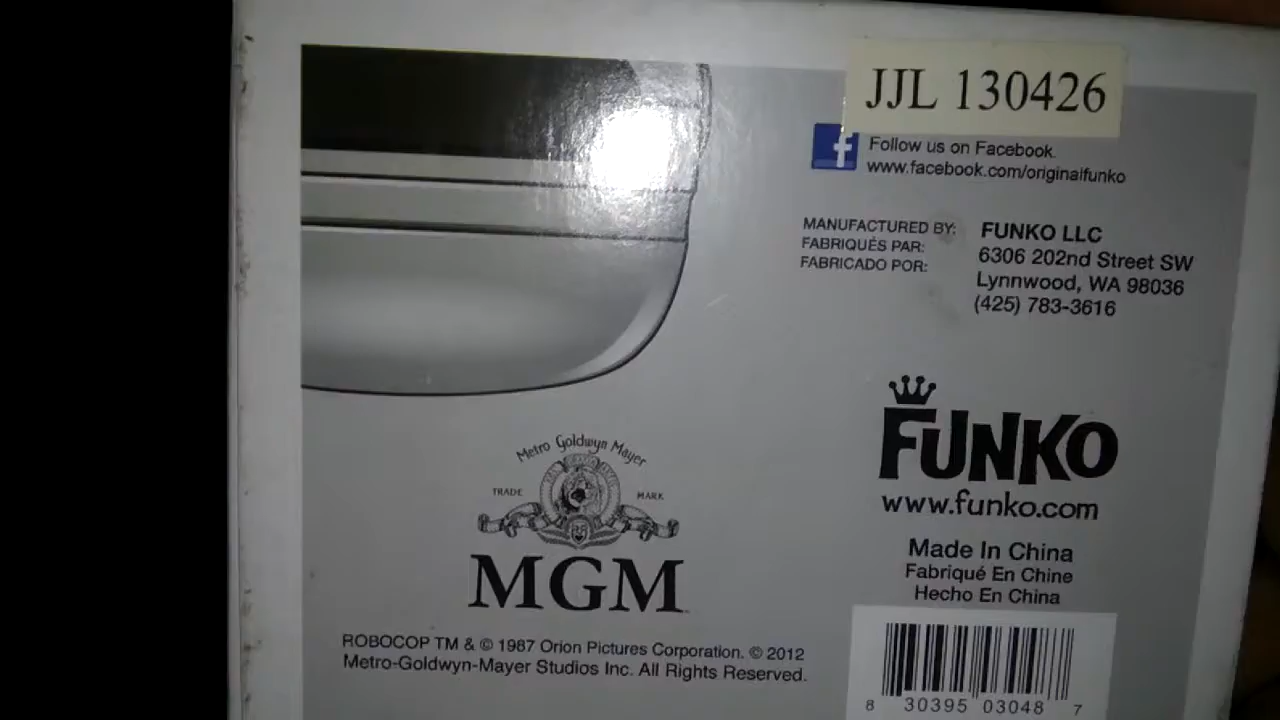 JJL 130426
f
Follow us on Facebook.
www.facebook.com/originalfunko
MANUFACTURED BY:
FABRIQUÉS PAR:
FABRICADO POR:
FUNKO LLC
6306 202nd Street SW
Lynnwood, WA 98036
(425) 783-3616
FUNKO
www.funko.com
Made In China
Fabriqué En Chine
Hecho En China
Metro Goldwyn Mayer
TRADE MARK
MGM
ROBOCOP TM & © 1987 Orion Pictures Corporation. © 2012
Metro-Goldwyn-Mayer Studios Inc. All Rights Reserved.
8 30395 03048 7